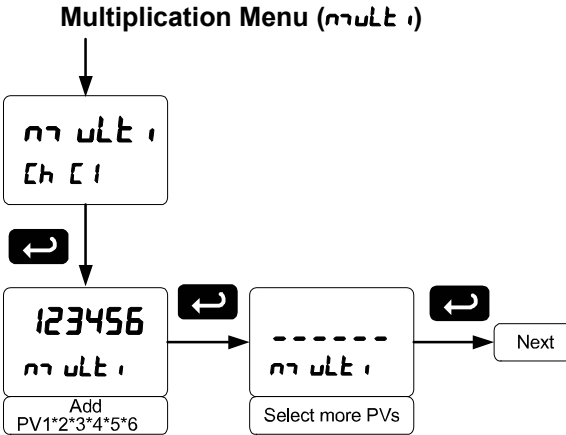 Multiplication Menu (multi)
multi
Ch C1
123456
multi
Add
PV1*2*3*4*5*6
------
multi
Select more PVs
Next